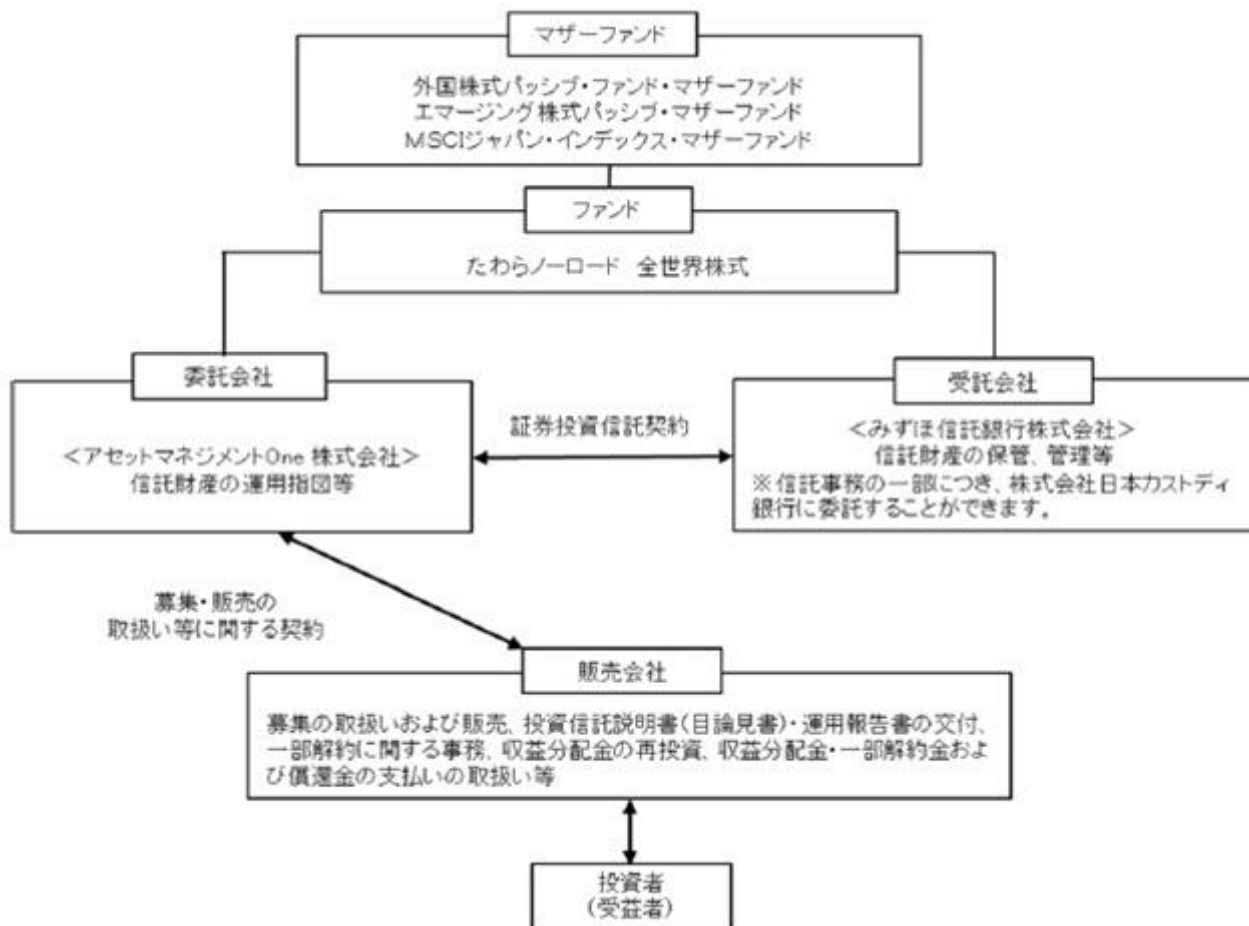 マザーファンド
外国株式パッシブ・ファンド・マザーファンド
エマージング株式パッシブ・マザーファンド
MSCIジャパン・インデックス・マザーファンド
ファンド
たわらノーロード 全世界株式
委託会社
<アセットマネジメントOne 株式会社>
信託財産の運用指図等
証券投資信託契約
受託会社
<みずほ信託銀行株式会社>
信託財産の保管、管理等
※信託事務の一部につき、株式会社日本カストディ
銀行に委託することができます。
募集・販売の
取扱い等に関する契約
販売会社
募集の取扱いおよび販売、投資信託説明書(目論見書)・運用報告書の交付、
一部解約に関する事務、収益分配金の再投資、収益分配金・一部解約金およ
び償還金の支払いの取扱い等
投資者
(受益者)